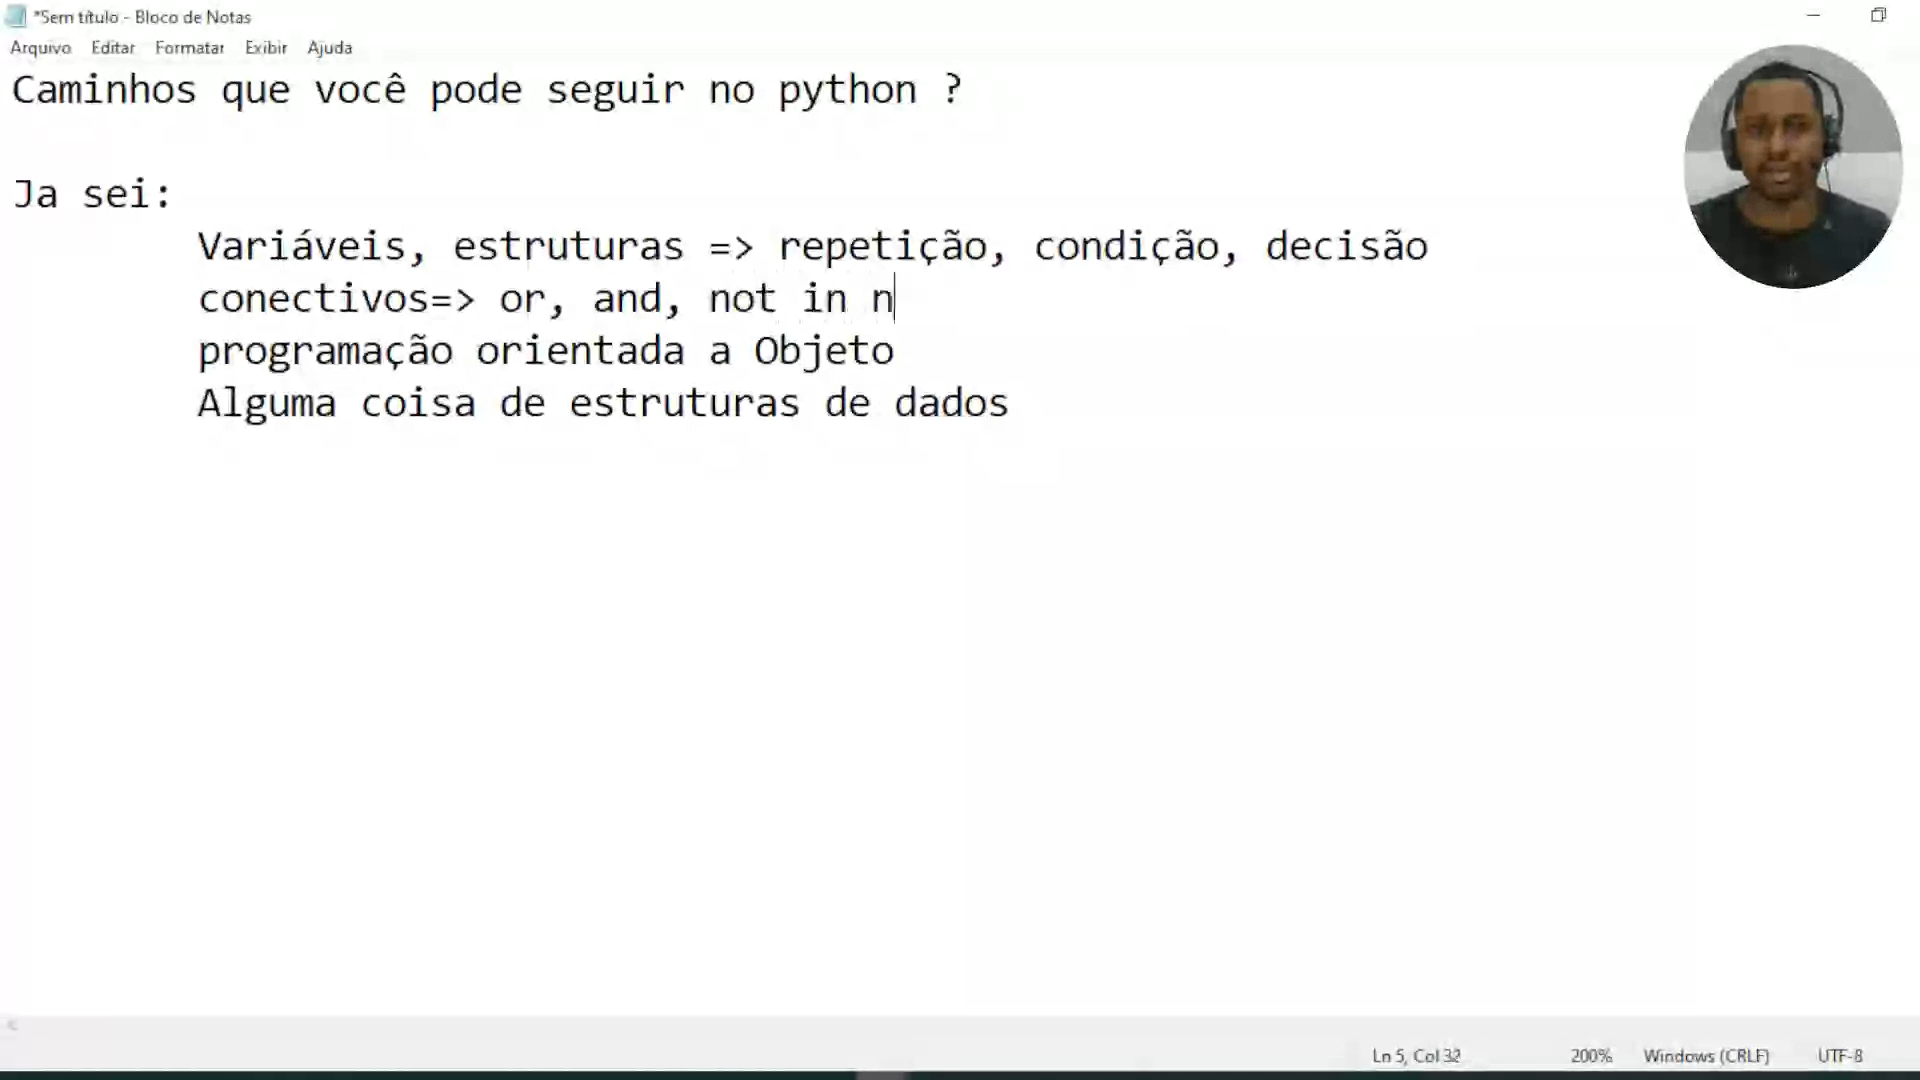 *Sem título - Bloco de Notas
Arquivo Editar Formatar Exibir Ajuda
Caminhos que você pode seguir no python ?
Ja sei:
Variáveis, estruturas => repetição, condição, decisão
conectivos=> or, and, not in n
programação orientada a Objeto
Alguma coisa de estruturas de dados
Ln 5, Col 32 200% Windows (CRLF) UTF-8